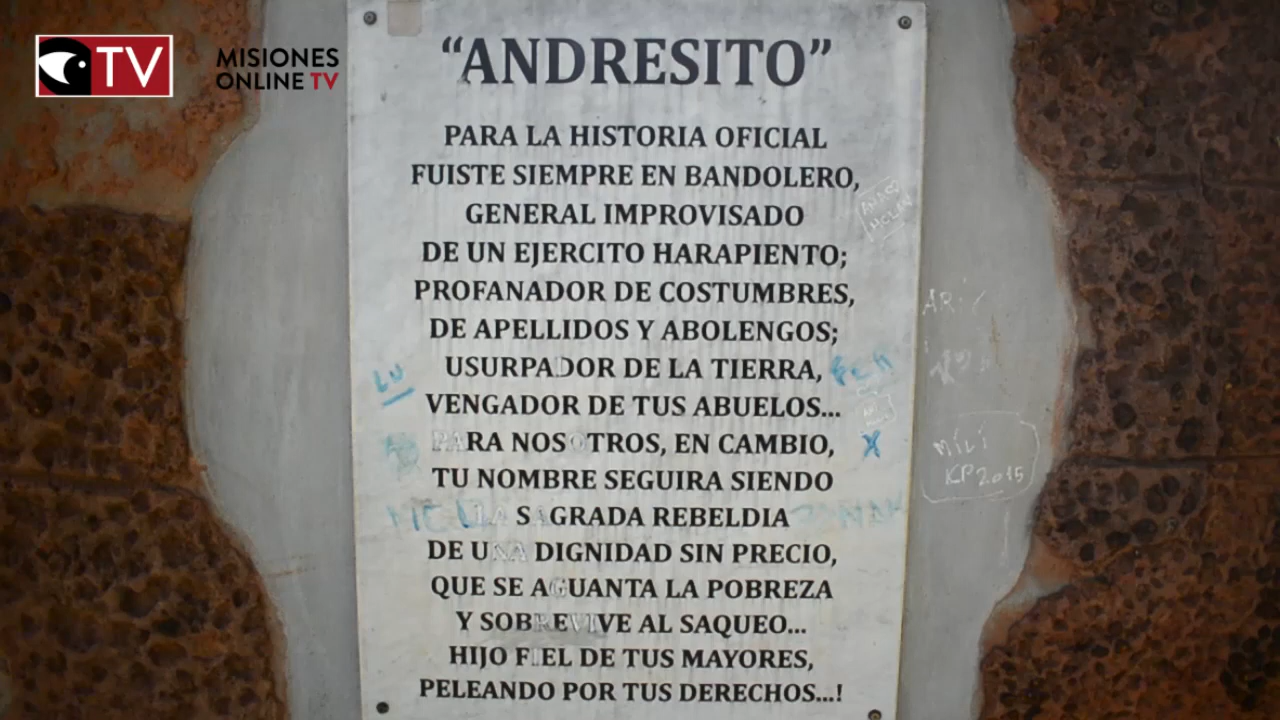 TV
MISIONES
ONLINE TV
“ANDRESITO”
PARA LA HISTORIA OFICIAL
FUISTE SIEMPRE EN BANDOLERO,
GENERAL IMPROVISADO
DE UN EJERCITO HARAPIENTO;
PROFANADOR DE COSTUMBRES,
DE APELLIDOS Y ABOLENGOS;
USURPADOR DE LA TIERRA,
VENGADOR DE TUS ABUELOS...
PARA NOSOTROS, EN CAMBIO,
TU NOMBRE SEGUIRA SIENDO
LA SAGRADA REBELDIA
DE UNA DIGNIDAD SIN PRECIO,
QUE SE AGUANTA LA POBREZA
Y SOBREVIVE AL SAQUEO...
HIJO FIEL DE TUS MAYORES,
PELEANDO POR TUS DERECHOS...!
LU
X
MILI
KP2015